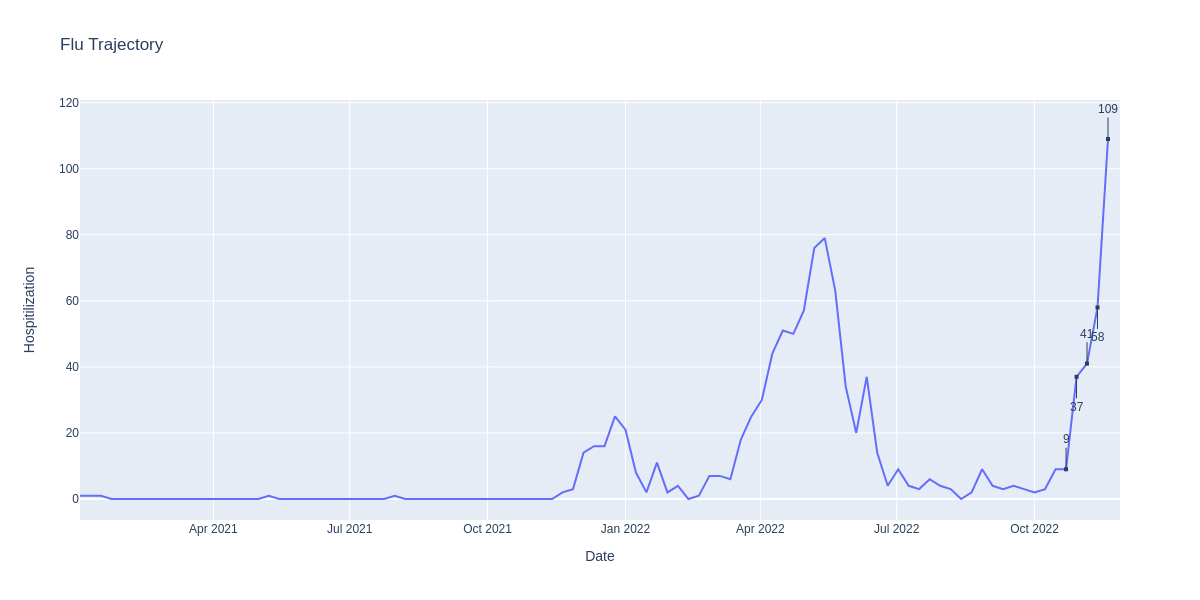 Flu Trajectory
Hospitilization
120
100
80
60
40
20
0
109
41
58
37
9
Apr 2021
Jul 2021
Oct 2021
Jan 2022
Apr 2022
Jul 2022
Oct 2022
Date